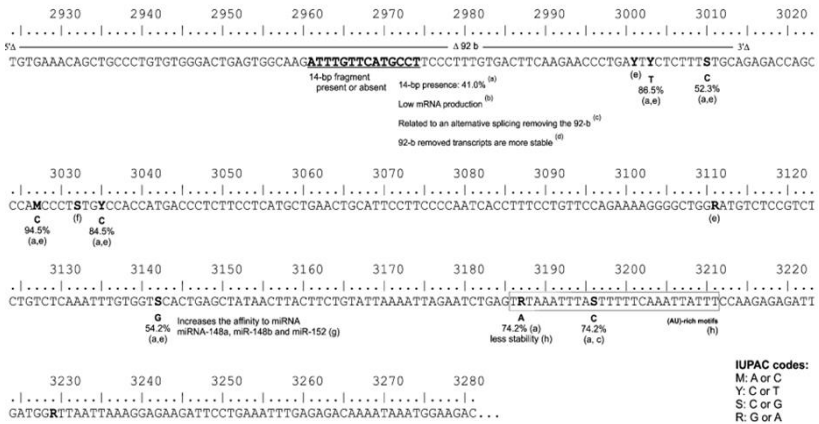 2930 2940 2950 2960 2970 2980 2990 3000 3010 3020
5'Δ Δ 92 b 3'Δ
TGTGAAACAGCTGCCCTGTGTGGGACTGAGTGGCAAGATTTGTTCATGCCTTCCCTTTGTGACTTCAAGAACCCTGAYTYCTCTTTSTGCAGAGACCAGC
14-bp fragment
present or absent
14-bp presence: 41.0% (a)
Low mRNA production (b)
Related to an alternative splicing removing the 92-b (c)
92-b removed transcripts are more stable (d)
(e) T C
86.5% 52.3%
(a,e) (a,e)
3030 3040 3050 3060 3070 3080 3090 3100 3110 3120
CCAMCCCTSTGYCCACCATGACCCTCTTCCTCATGCTGAACTGCATTCCTTCCCCAATCACCTTTCCTGTTCCAGAAAAGGGGCTGGRATGTCTCCGTCT
C (f) C (e)
94.5% 84.5%
(a,e) (a,e)
3130 3140 3150 3160 3170 3180 3190 3200 3210 3220
CTGTCTCAAATTTGTGGTSCACTGAGCTATAACTTACTTCTGTATTAAAATTAGAATCTGAGTRTAAATTTASTTTTTCAAATTATTTCCAAGAGAGATT
G
54.2%
(a,e)
Increases the affinity to miRNA
miRNA-148a, miR-148b and miR-152 (g)
A C (AU)-rich motifs
74.2% (a) 74.2% (h)
less stability (h) (a, c)
3230 3240 3250 3260 3270 3280
GATGGRTTAATTAAAGGAGAAGATTCCTGAAATTTGAGAGACAAAATAAATGGAAGAC...
IUPAC codes:
M: A or C
Y: C or T
S: C or G
R: G or A